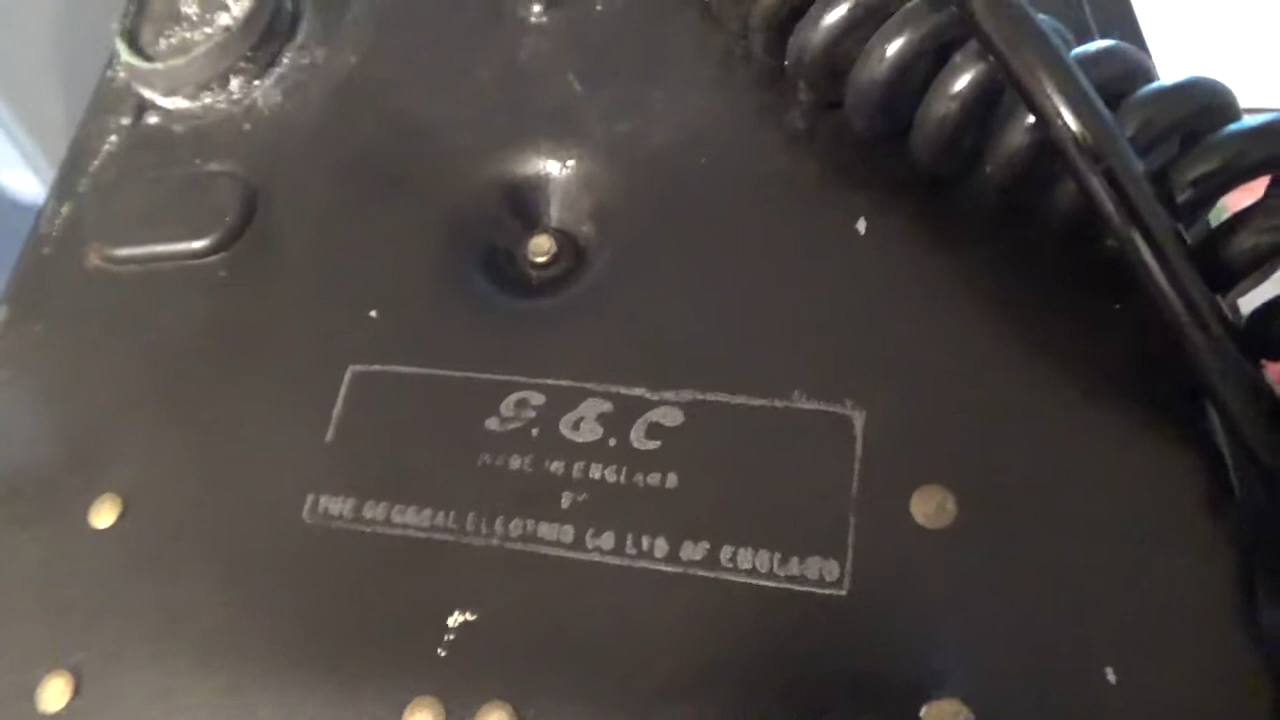 G.E.C
MADE IN ENGLAND
BY
THE GENERAL ELECTRIC CO LTD OF ENGLAND